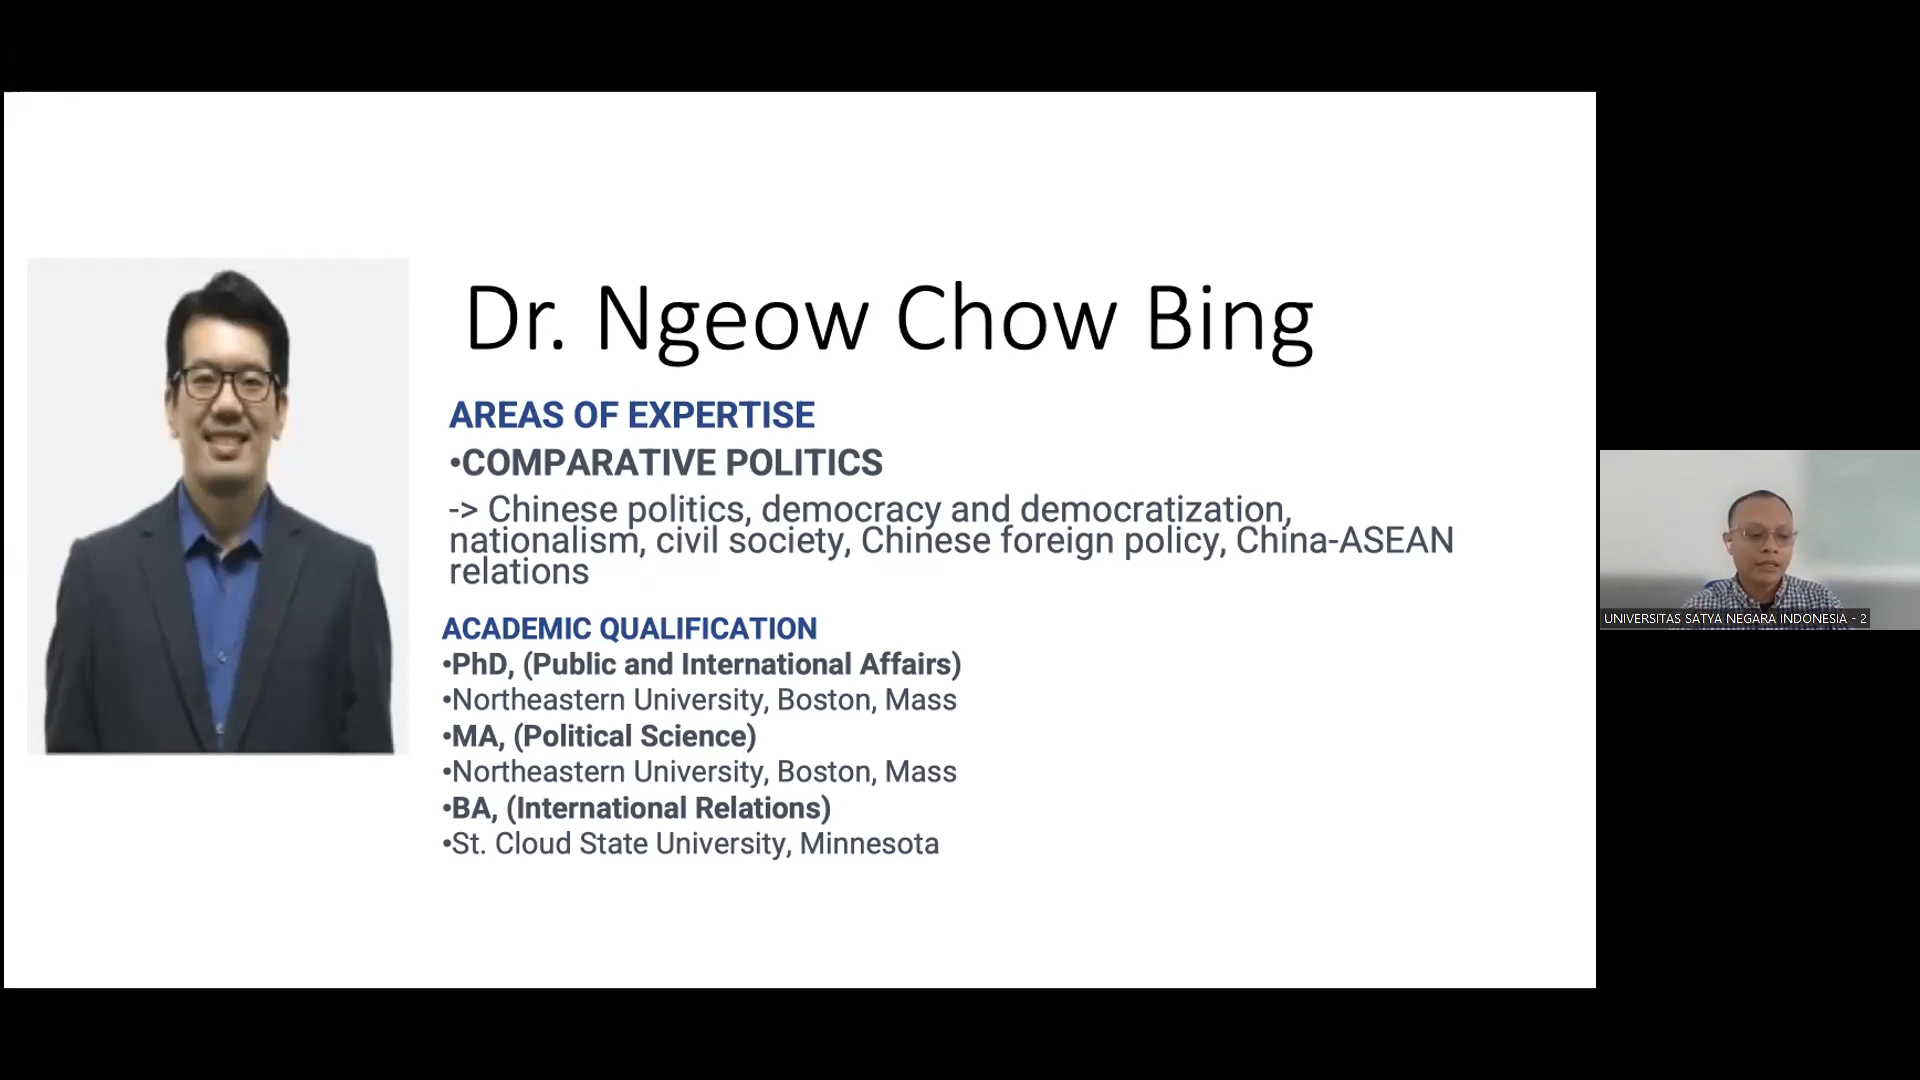 Dr. Ngeow Chow Bing
AREAS OF EXPERTISE
•COMPARATIVE POLITICS
-> Chinese politics, democracy and democratization,
nationalism, civil society, Chinese foreign policy, China-ASEAN
relations
ACADEMIC QUALIFICATION
•PhD, (Public and International Affairs)
•Northeastern University, Boston, Mass
•MA, (Political Science)
•Northeastern University, Boston, Mass
•BA, (International Relations)
•St. Cloud State University, Minnesota
UNIVERSITAS SATYA NEGARA INDONESIA - 2